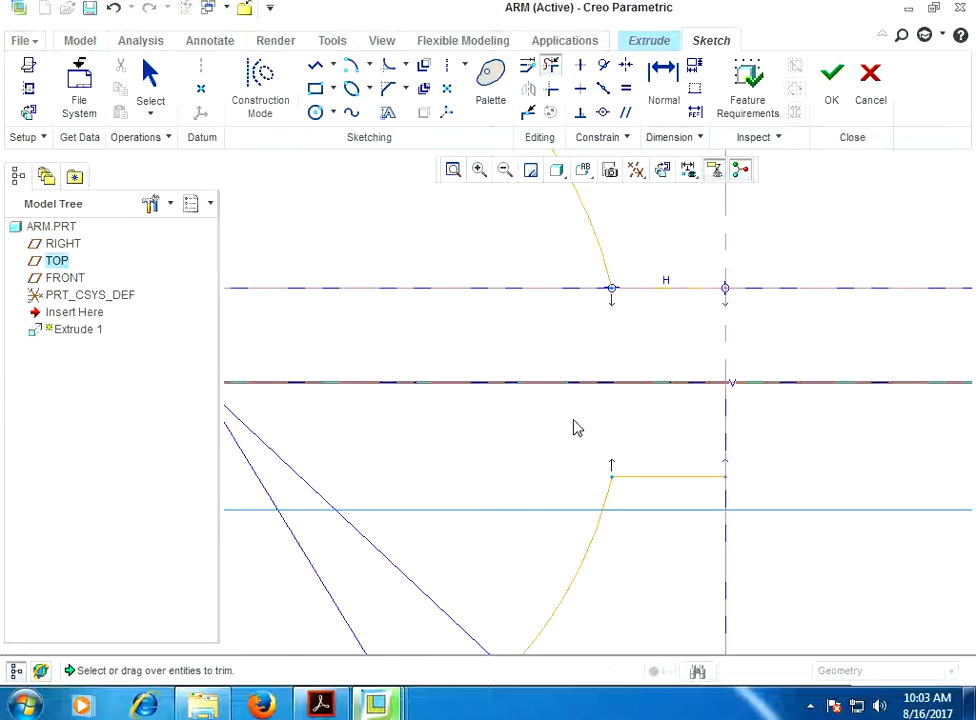 ARM (Active) - Creo Parametric
File Model Analysis Annotate Render Tools View Flexible Modeling Applications Extrude Sketch
File System
Select
Construction Mode
Palette
Normal
Feature Requirements
OK
Cancel
Setup Get Data Operations Datum Sketching Editing Constrain Dimension Inspect Close
Model Tree
ARM.PRT
RIGHT
TOP
FRONT
PRT_CSYS_DEF
Insert Here
Extrude 1
H
V
Select or drag over entities to trim.
Geometry
10:03 AM
8/16/2017